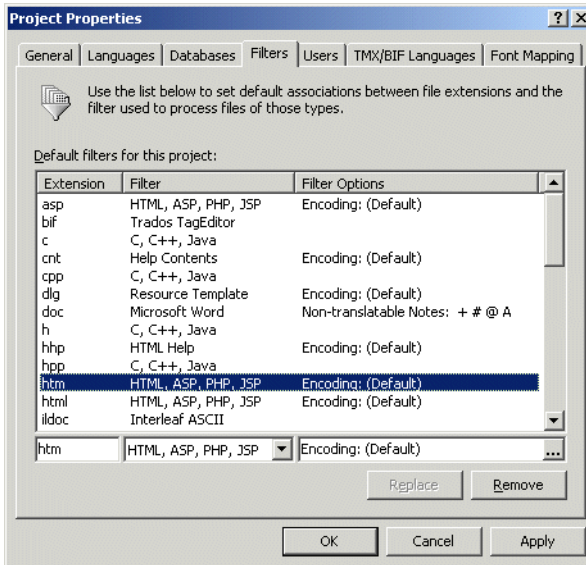 Project Properties
General Languages Databases Filters Users TMX/BIF Languages Font Mapping
Use the list below to set default associations between file extensions and the
filter used to process files of those types.
Default filters for this project:
Extension Filter Filter Options
asp HTML, ASP, PHP, JSP Encoding: (Default)
bif Trados TagEditor
c C, C++, Java
cnt Help Contents Encoding: (Default)
cpp C, C++, Java
dlg Resource Template Encoding: (Default)
doc Microsoft Word Non-translatable Notes: + # @ A
h C, C++, Java
hhp HTML Help Encoding: (Default)
hpp C, C++, Java
htm HTML, ASP, PHP, JSP Encoding: (Default)
html HTML, ASP, PHP, JSP Encoding: (Default)
ildoc Interleaf ASCII
htm HTML, ASP, PHP, JSP Encoding: (Default) ...
Replace Remove
OK Cancel Apply